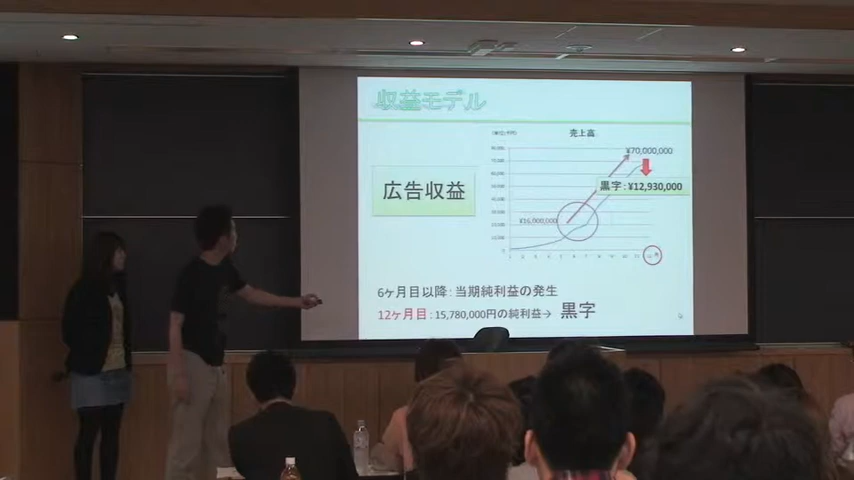 収益モデル
売上高
¥70,000,000
黒字：¥12,930,000
広告収益
¥16,000,000
6ヶ月目以降：当期純利益の発生
12ヶ月目：15,780,000円の純利益→ 黒字